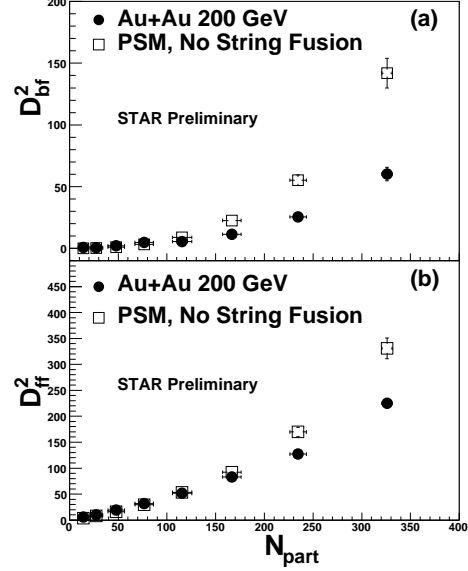 (a)
Au+Au 200 GeV
PSM, No String Fusion
200
150
100
50
0
D²bf
STAR Preliminary
(b)
Au+Au 200 GeV
PSM, No String Fusion
450
400
350
300
250
200
150
100
50
0
D²ff
STAR Preliminary
0 50 100 150 200 250 300 350 400
Npart